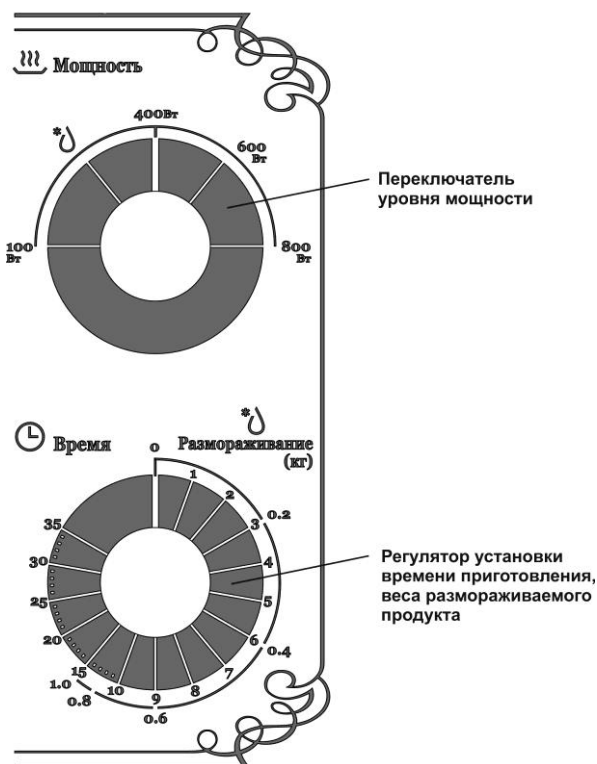 Мощность
400Вт
*
600
Вт
100
Вт
800
Вт
Переключатель
уровня мощности
Время
0
*
Размораживание
(кг)
1
2
0.2
3
4
5
6
0.4
7
8
9
0.6
10
0.8
15
1.0
20
25
30
35
Регулятор установки
времени приготовления,
веса размораживаемого
продукта